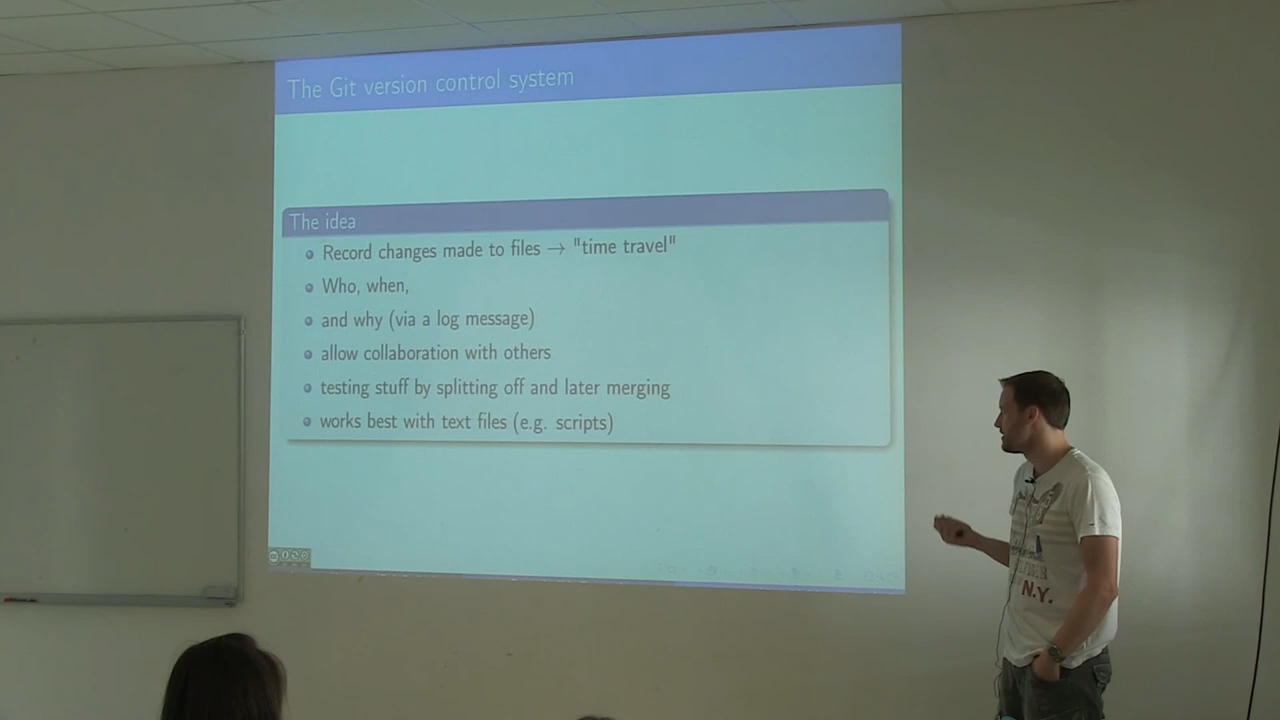 The Git version control system
The idea
Record changes made to files → "time travel"
Who, when,
and why (via a log message)
allow collaboration with others
testing stuff by splitting off and later merging
works best with text files (e.g. scripts)
N.Y.